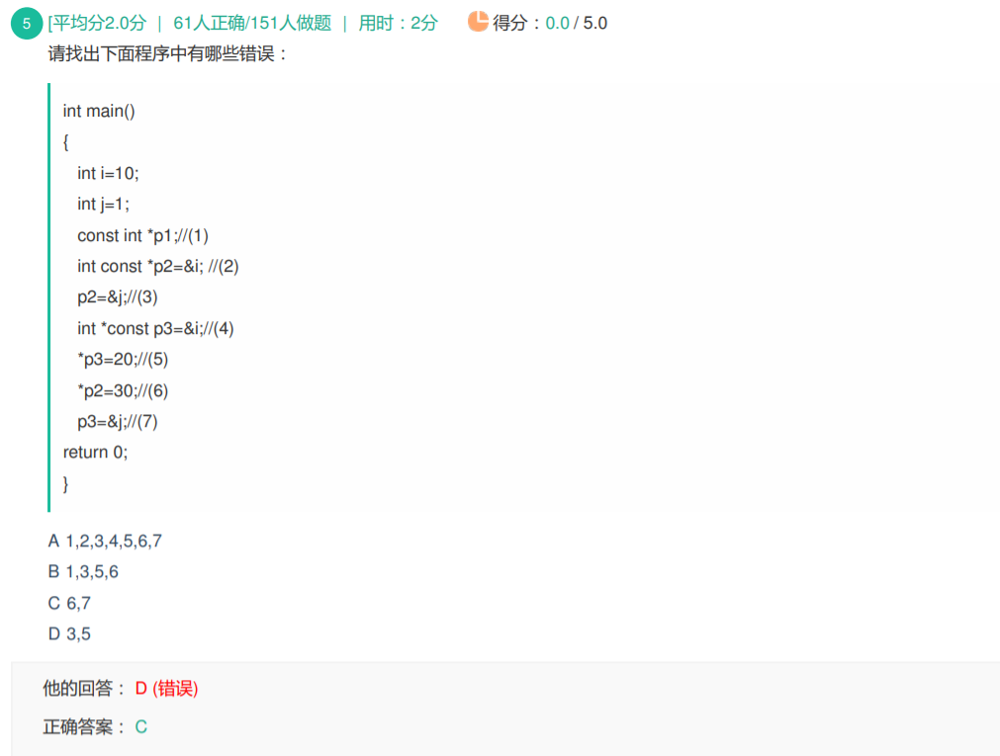 5 [平均分2.0分 | 61人正确/151人做题 | 用时：2分 得分：0.0 / 5.0
请找出下面程序中有哪些错误：
int main()
{
int i=10;
int j=1;
const int *p1;//(1)
int const *p2=&i; //(2)
p2=&j;//(3)
int *const p3=&i;//(4)
*p3=20;//(5)
*p2=30;//(6)
p3=&j;//(7)
return 0;
}
A 1,2,3,4,5,6,7
B 1,3,5,6
C 6,7
D 3,5
他的回答： D (错误)
正确答案： C